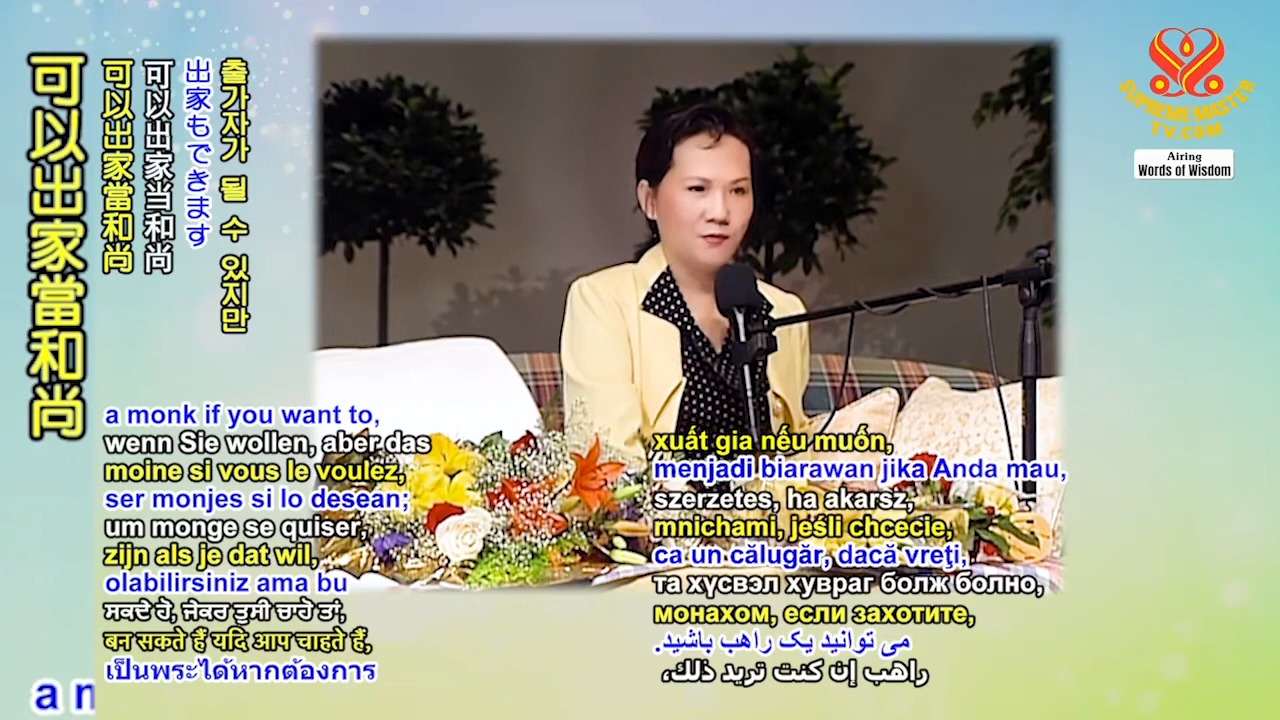 SUPREME MASTER
TV.COM
Airing
Words of Wisdom
可以出家當和尚
可以出家當和尚
可以出家当和尚
出家もできます
출가자가 될 수 있지만
a monk if you want to,
wenn Sie wollen, aber das
moine si vous le voulez,
ser monjes si lo desean;
um monge se quiser,
zijn als je dat wil,
olabilirsiniz ama bu
ਸਕਦੇ ਹੋ, ਜੇਕਰ ਤੁਸੀ ਚਾਹੋ ਤਾਂ,
बन सकते हैं यदि आप चाहते हैं,
เป็นพระได้หากต้องการ
xuất gia nếu muốn,
menjadi biarawan jika Anda mau,
szerzetes, ha akarsz,
mnichami, jeśli chcecie,
ca un călugăr, dacă vreţi,
та хүсвэл хувраг болж болно,
монахом, если захотите,
می توانید یک راهب باشید.
راهب إن كنت تريد ذلك،